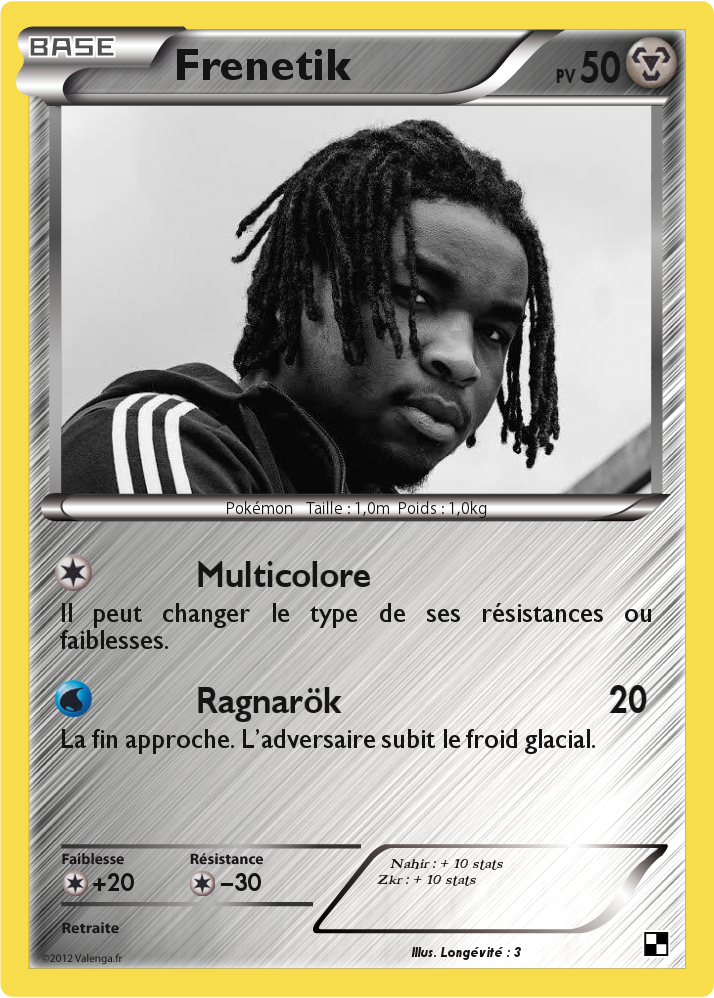 BASE
Frenetik
PV 50
Pokémon Taille : 1,0m Poids : 1,0kg
Multicolore
Il peut changer le type de ses résistances ou
faiblesses.
Ragnarök 20
La fin approche. L'adversaire subit le froid glacial.
Faiblesse
+20
Résistance
−30
Retraite
Nahir : + 10 stats
Zkr : + 10 stats
Illus. Longévité : 3
©2012 Valenga.fr